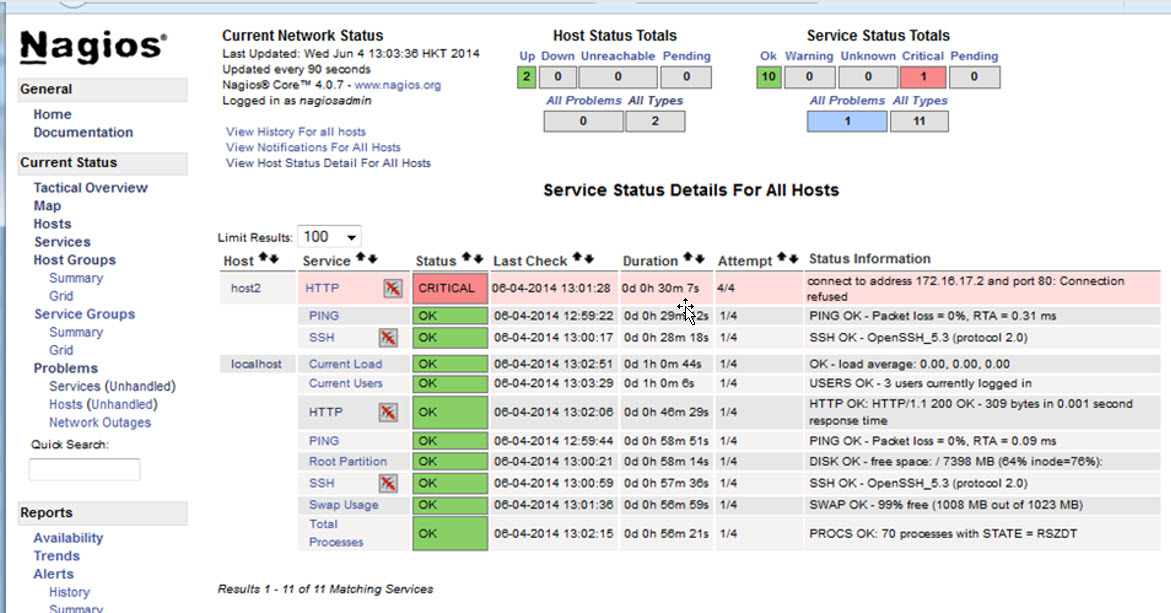 Nagios®
General
Home
Documentation
Current Status
Tactical Overview
Map
Hosts
Services
Host Groups
Summary
Grid
Service Groups
Summary
Grid
Problems
Services (Unhandled)
Hosts (Unhandled)
Network Outages
Quick Search:
Reports
Availability
Trends
Alerts
History
Summary
Current Network Status
Last Updated: Wed Jun 4 13:03:36 HKT 2014
Updated every 90 seconds
Nagios® Core™ 4.0.7 - www.nagios.org
Logged in as nagiosadmin
View History For all hosts
View Notifications For All Hosts
View Host Status Detail For All Hosts
Host Status Totals
Up Down Unreachable Pending
2 0 0 0
All Problems All Types
0 2
Service Status Totals
Ok Warning Unknown Critical Pending
10 0 0 1 0
All Problems All Types
1 11
Service Status Details For All Hosts
Limit Results: 100
Host Service Status Last Check Duration Attempt Status Information
host2 HTTP CRITICAL 06-04-2014 13:01:28 0d 0h 30m 7s 4/4 connect to address 172.16.17.2 and port 80: Connection
refused
PING OK 06-04-2014 12:59:22 0d 0h 29m 1/4 PING OK - Packet loss = 0%, RTA = 0.31 ms
SSH OK 06-04-2014 13:00:17 0d 0h 28m 18s 1/4 SSH OK - OpenSSH_5.3 (protocol 2.0)
localhost Current Load OK 06-04-2014 13:02:51 0d 1h 0m 44s 1/4 OK - load average: 0.00, 0.00, 0.00
Current Users OK 06-04-2014 13:03:29 0d 1h 0m 6s 1/4 USERS OK - 3 users currently logged in
HTTP OK 06-04-2014 13:02:06 0d 0h 46m 29s 1/4 HTTP OK: HTTP/1.1 200 OK - 309 bytes in 0.001 second
response time
PING OK 06-04-2014 12:59:44 0d 0h 58m 51s 1/4 PING OK - Packet loss = 0%, RTA = 0.09 ms
Root Partition OK 06-04-2014 13:00:21 0d 0h 58m 14s 1/4 DISK OK - free space: / 7398 MB (64% inode=76%):
SSH OK 06-04-2014 13:00:59 0d 0h 57m 36s 1/4 SSH OK - OpenSSH_5.3 (protocol 2.0)
Swap Usage OK 06-04-2014 13:01:36 0d 0h 56m 59s 1/4 SWAP OK - 99% free (1008 MB out of 1023 MB)
Total
Processes OK 06-04-2014 13:02:15 0d 0h 56m 21s 1/4 PROCS OK: 70 processes with STATE = RSZDT
Results 1 - 11 of 11 Matching Services